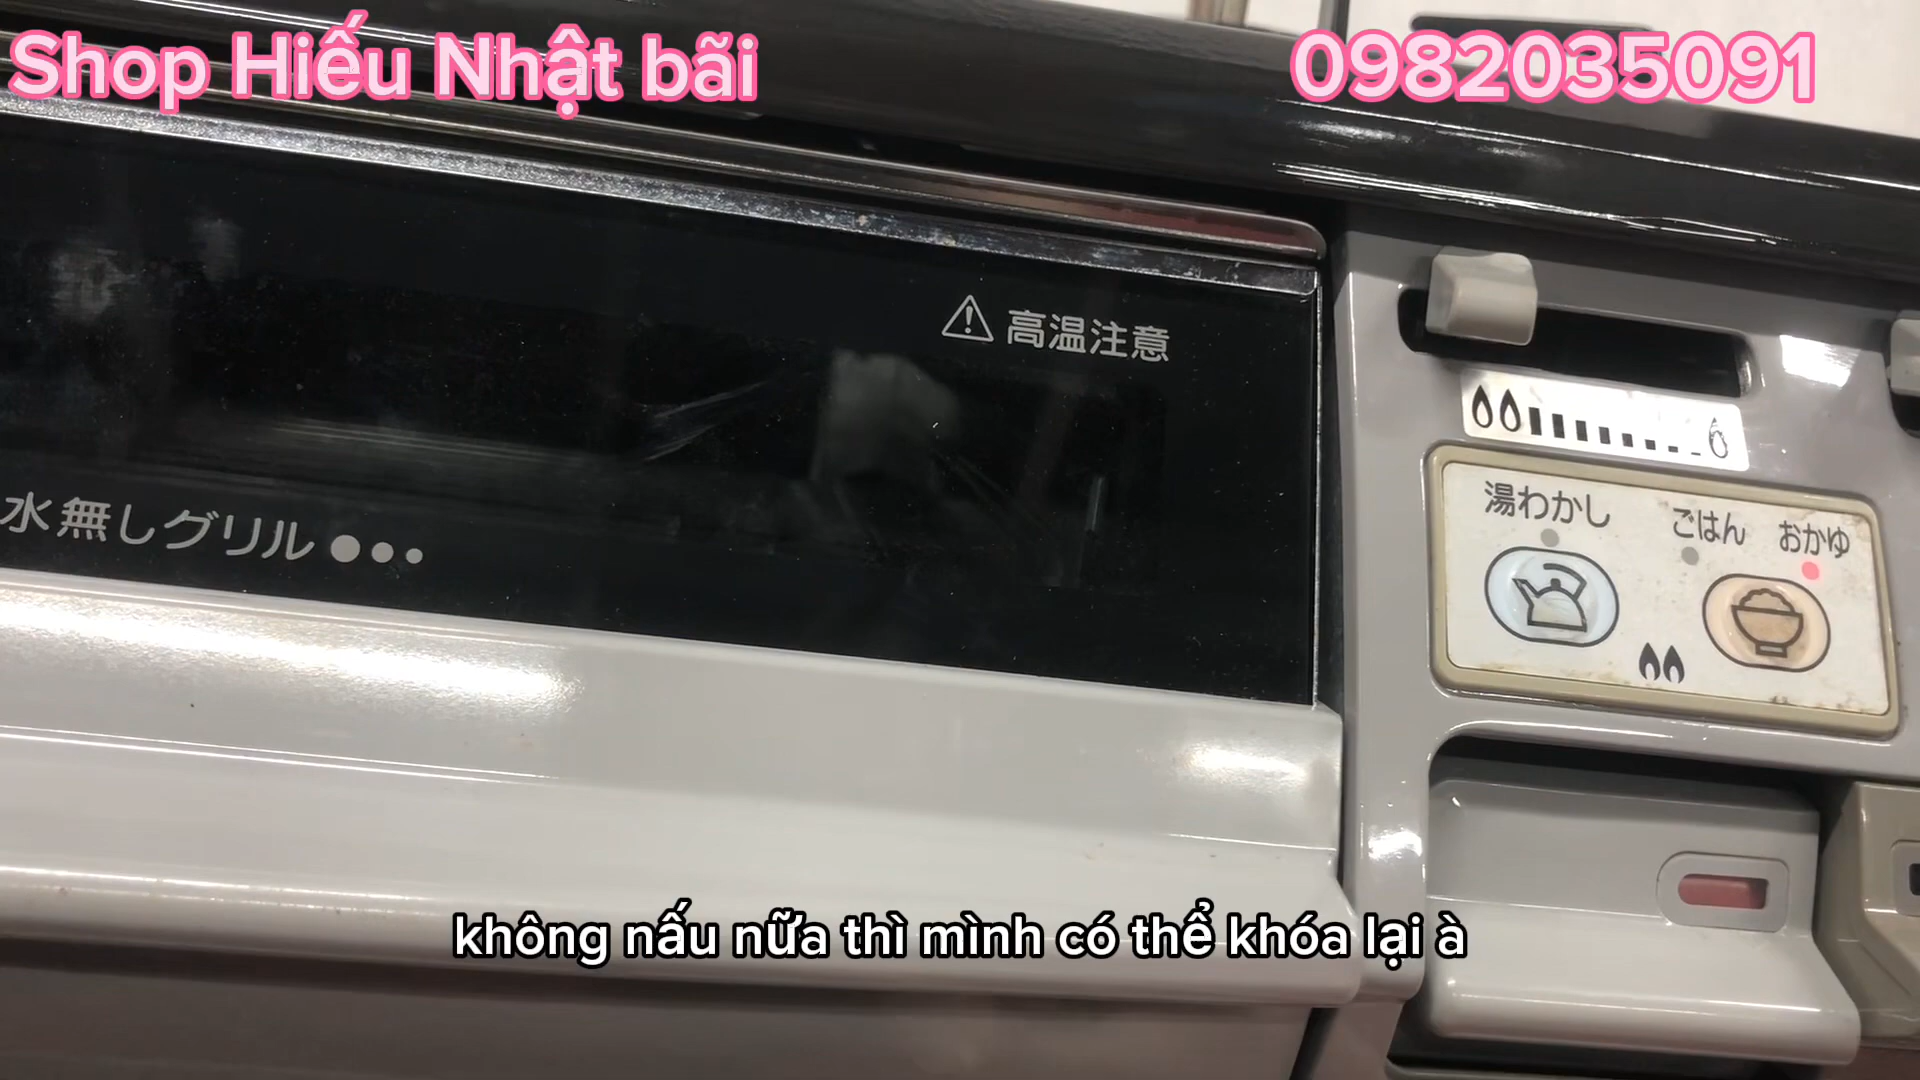 Shop Hiếu Nhật bãi
0982035091
高温注意
水無しグリル
湯わかし
ごはん
おかゆ
không nấu nữa thì mình có thể khóa lại à